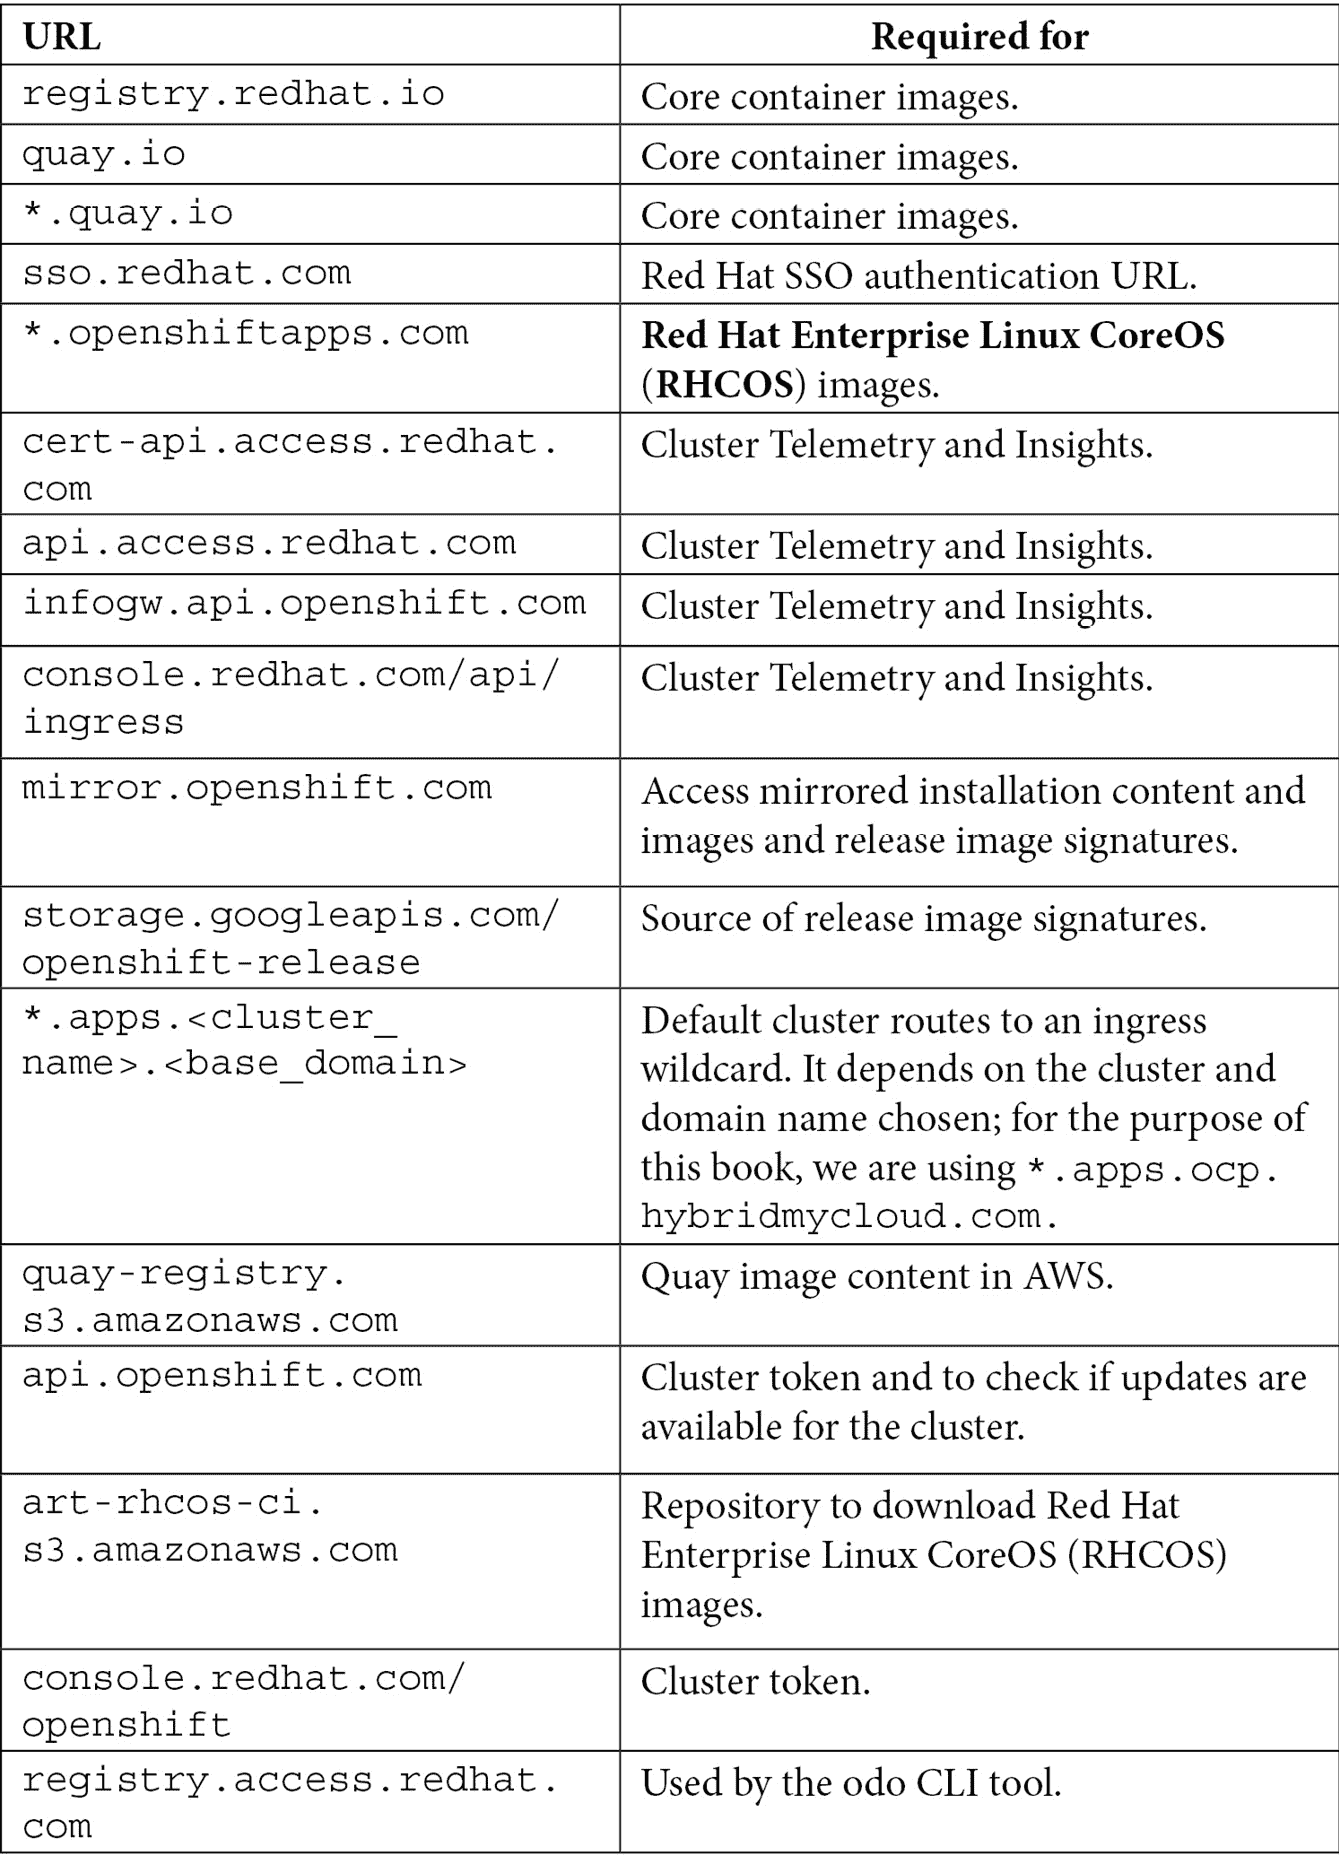 URL
Required for
registry.redhat.io
Core container images.
quay.io
Core container images.
*.quay.io
Core container images.
sso.redhat.com
Red Hat SSO authentication URL.
*.openshiftapps.com
Red Hat Enterprise Linux CoreOS
(RHCOS) images.
cert-api.access.redhat.
com
Cluster Telemetry and Insights.
api.access.redhat.com
Cluster Telemetry and Insights.
infogw.api.openshift.com
Cluster Telemetry and Insights.
console.redhat.com/api/
ingress
Cluster Telemetry and Insights.
mirror.openshift.com
Access mirrored installation content and
images and release image signatures.
storage.googleapis.com/
openshift-release
Source of release image signatures.
*.apps.<cluster_
name>.<base_domain>
Default cluster routes to an ingress
wildcard. It depends on the cluster and
domain name chosen; for the purpose of
this book, we are using *.apps.ocp.
hybridmycloud.com.
quay-registry.
s3.amazonaws.com
Quay image content in AWS.
api.openshift.com
Cluster token and to check if updates are
available for the cluster.
art-rhcos-ci.
s3.amazonaws.com
Repository to download Red Hat
Enterprise Linux CoreOS (RHCOS)
images.
console.redhat.com/
openshift
Cluster token.
registry.access.redhat.
com
Used by the odo CLI tool.